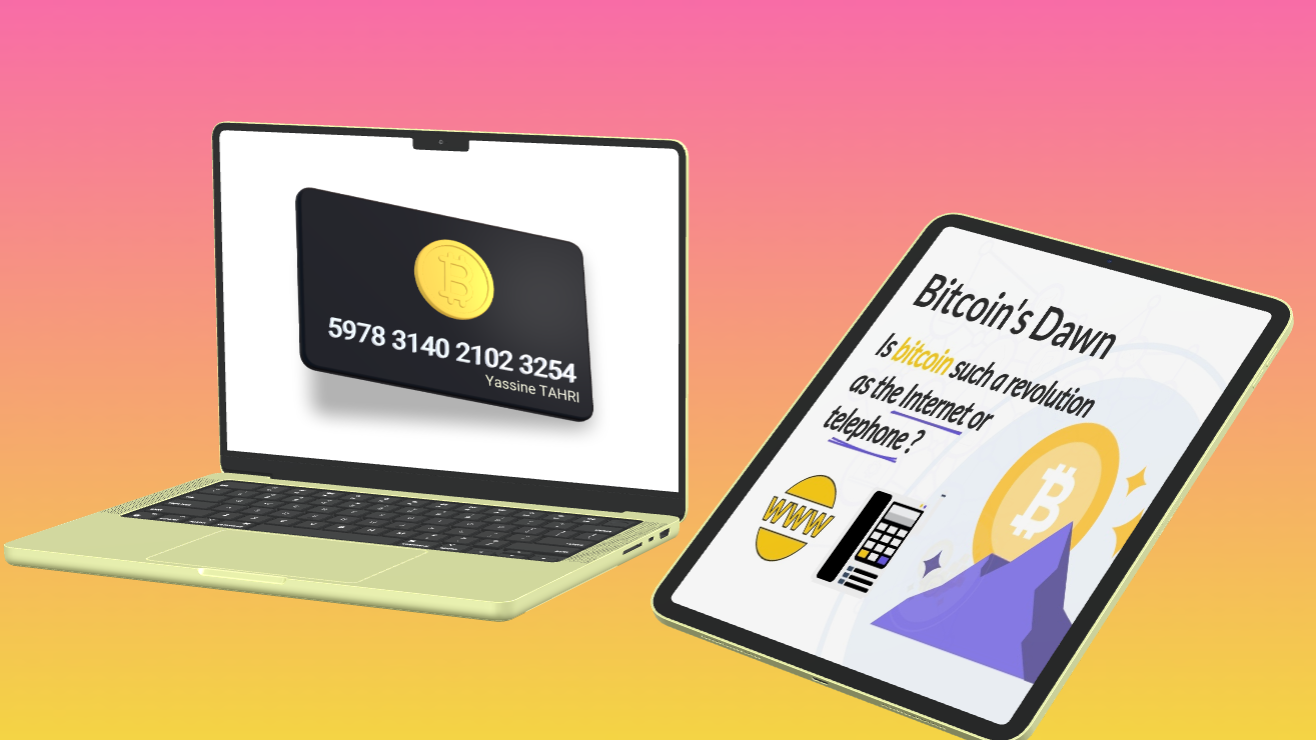 5978 3140 2102 3254
Yassine TAHRI
Bitcoin's Dawn
Is bitcoin such a revolution
as the Internet or
telephone ?
WWW